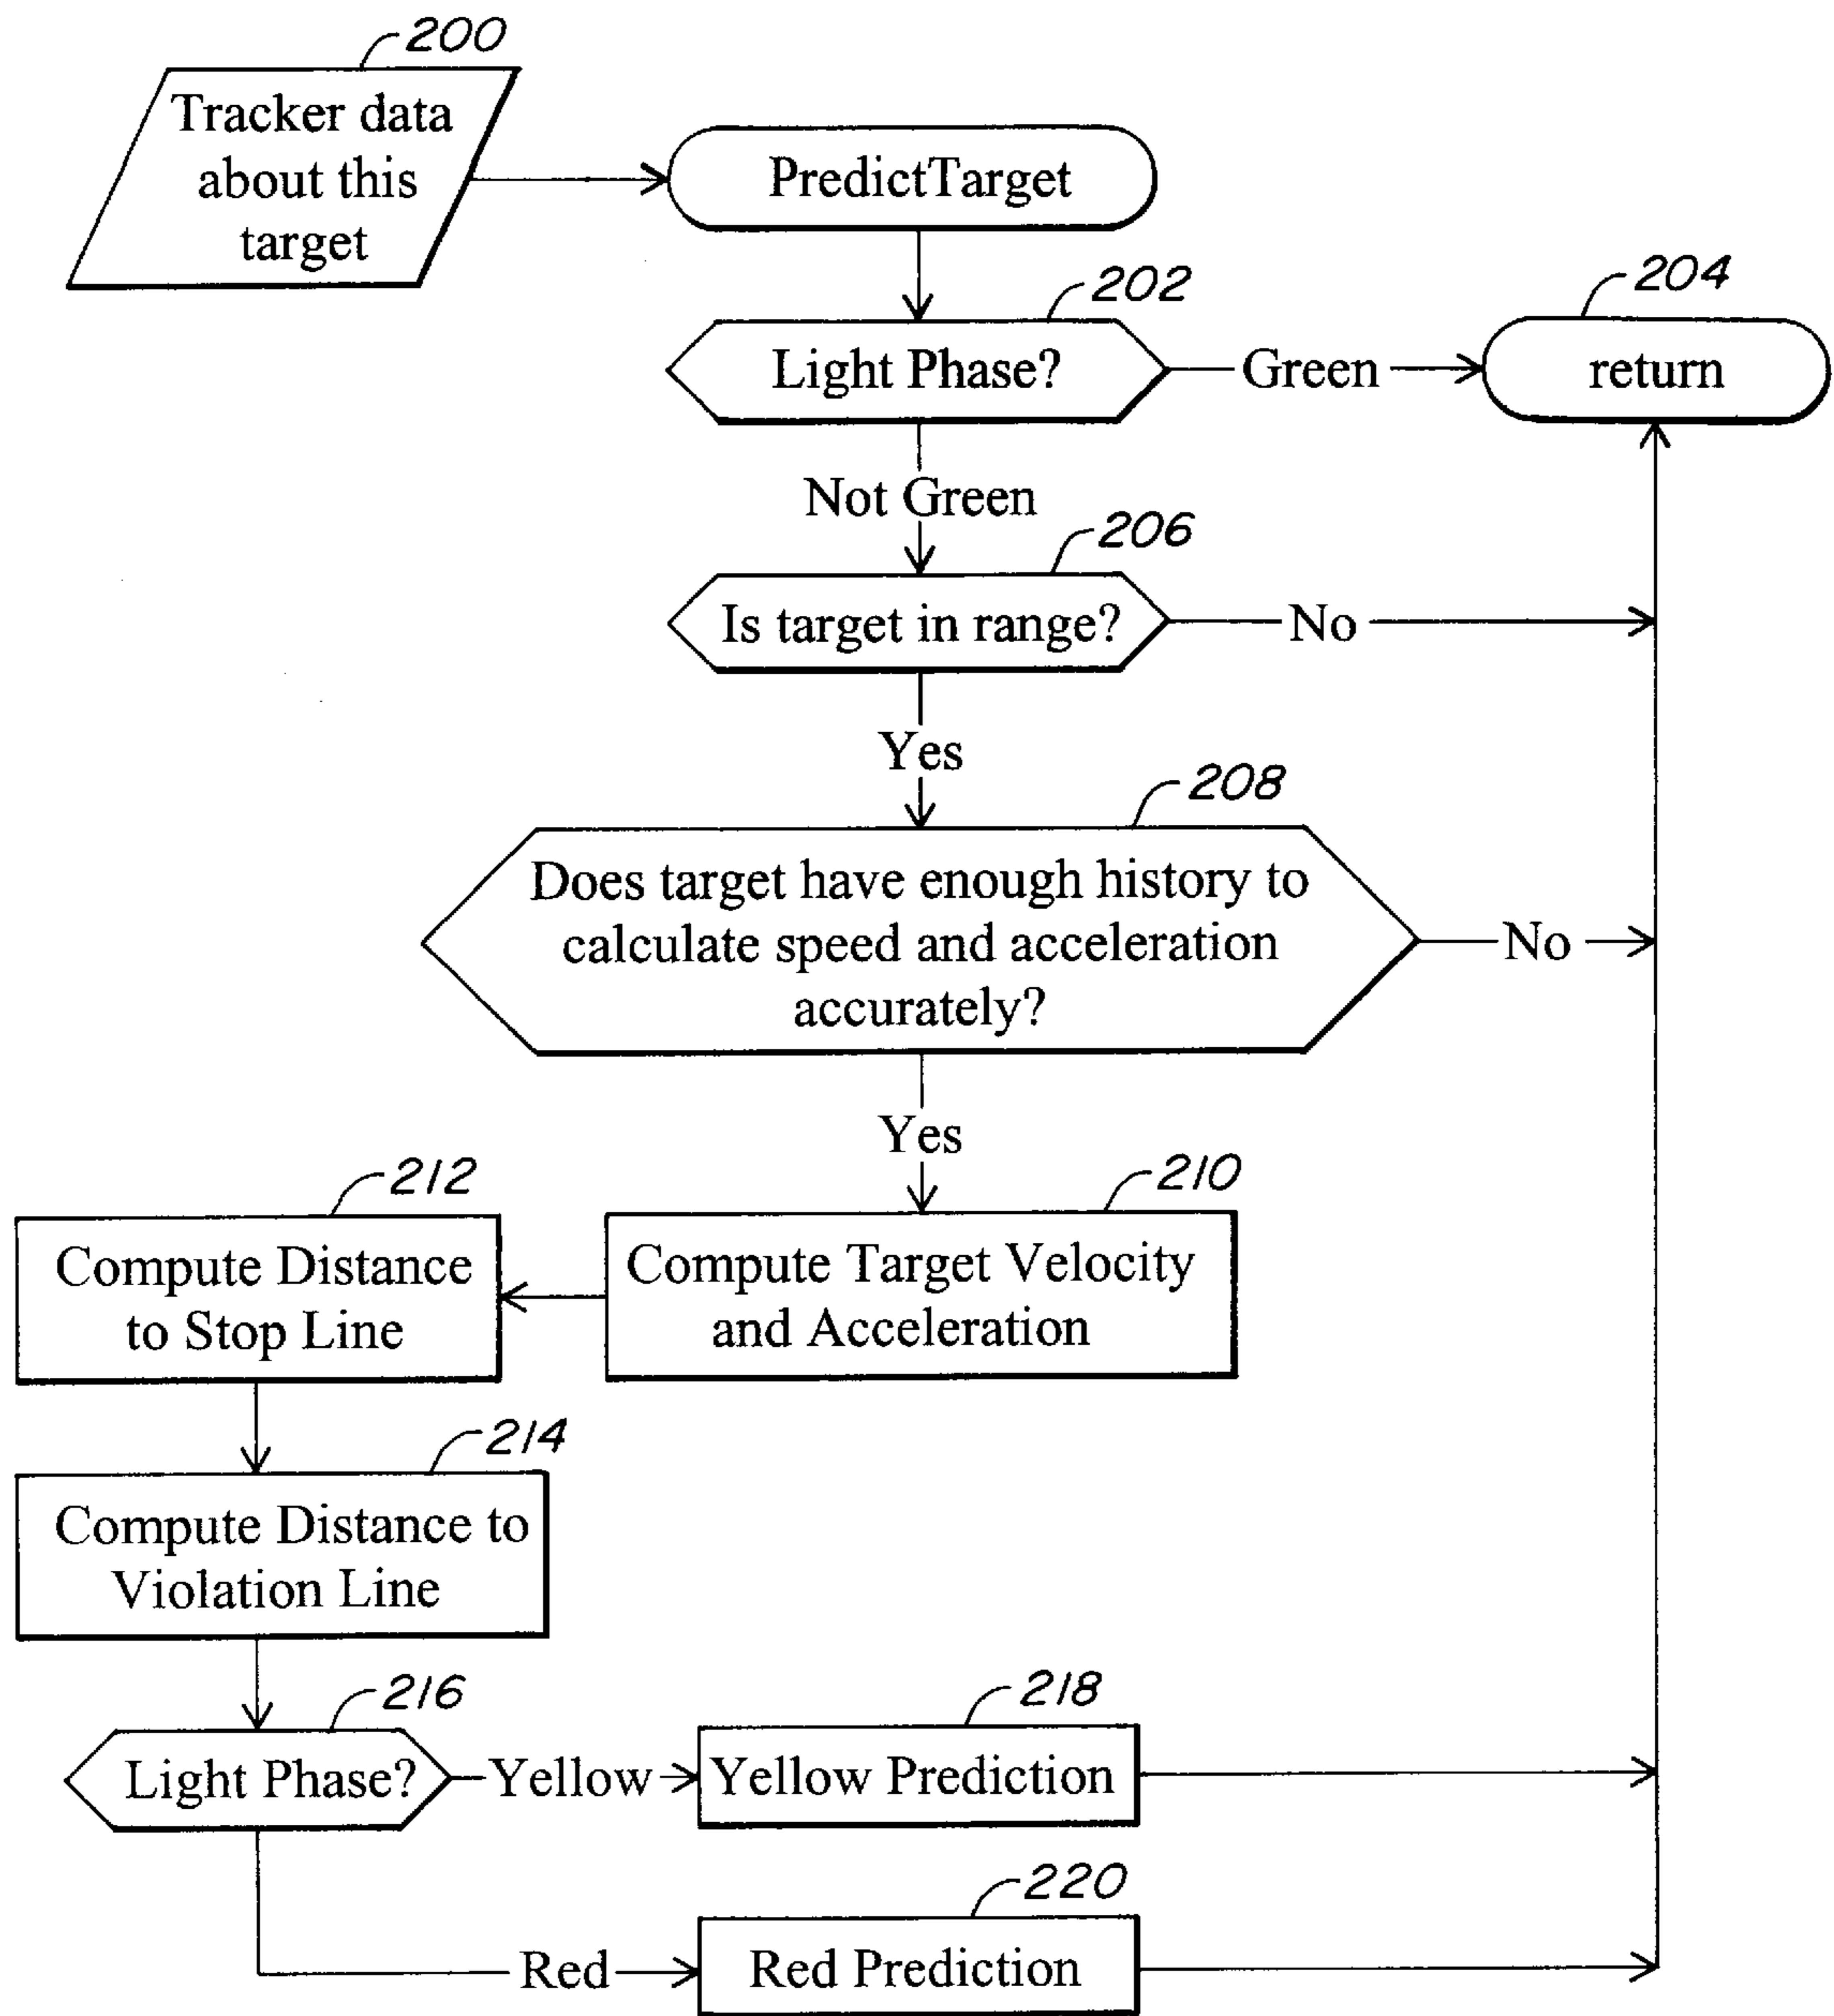 200
Tracker data
about this
target
PredictTarget
202
Light Phase?
Green
204
return
Not Green
206
Is target in range?
No
Yes
208
Does target have enough history to
calculate speed and acceleration
accurately?
No
Yes
210
Compute Target Velocity
and Acceleration
212
Compute Distance
to Stop Line
214
Compute Distance to
Violation Line
216
Light Phase?
Yellow
218
Yellow Prediction
Red
220
Red Prediction